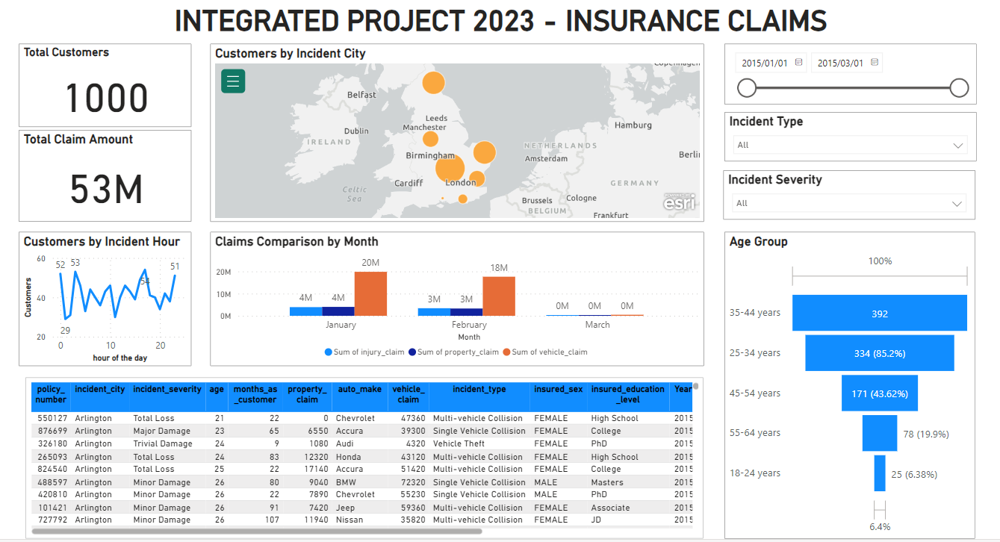 INTEGRATED PROJECT 2023 - INSURANCE CLAIMS
Total Customers
1000
Total Claim Amount
53M
Customers by Incident City
Copenhagen
Belfast
Leeds
Manchester
Dublin
IRELAND
Hamburg
NETHERLANDS
Birmingham
Amsterdam
Berlin
Cardiff
London
GERMANY
Celtic
Sea
Brussels
Cologne
BELGIUM
Frankfurt
esri
2015/01/01
2015/03/01
Incident Type
All
Incident Severity
All
Customers by Incident Hour
60
52 53
51
54
40
29
20
0 10 20
Customers
hour of the day
Claims Comparison by Month
20M
18M
20M
10M
4M 4M
3M 3M
0M 0M 0M
0M
January February March
Month
Sum of injury_claim Sum of property_claim Sum of vehicle_claim
Age Group
100%
35-44 years 392
25-34 years 334 (85.2%)
45-54 years 171 (43.62%)
55-64 years 78 (19.9%)
18-24 years 25 (6.38%)
6.4%
policy_ incident_city incident_severity age months_as property_ auto_make vehicle_ incident_type insured_sex insured_education Year
number _customer claim claim _level
550127 Arlington Total Loss 21 22 0 Chevrolet 47360 Multi-vehicle Collision FEMALE High School 2015
876699 Arlington Major Damage 23 65 6550 Accura 39300 Single Vehicle Collision FEMALE College 2015
326180 Arlington Trivial Damage 24 9 1080 Audi 4320 Vehicle Theft FEMALE PhD 2015
265093 Arlington Total Loss 24 83 12320 Honda 43120 Multi-vehicle Collision FEMALE High School 2015
824540 Arlington Total Loss 25 22 17140 Accura 51420 Multi-vehicle Collision FEMALE College 2015
488597 Arlington Minor Damage 26 80 9040 BMW 72320 Single Vehicle Collision MALE Masters 2015
420810 Arlington Minor Damage 26 22 7890 Chevrolet 55230 Single Vehicle Collision MALE PhD 2015
101421 Arlington Minor Damage 26 91 7420 Jeep 59360 Multi-vehicle Collision FEMALE Associate 2015
727792 Arlington Minor Damage 26 107 11940 Nissan 35820 Multi-vehicle Collision FEMALE JD 2015